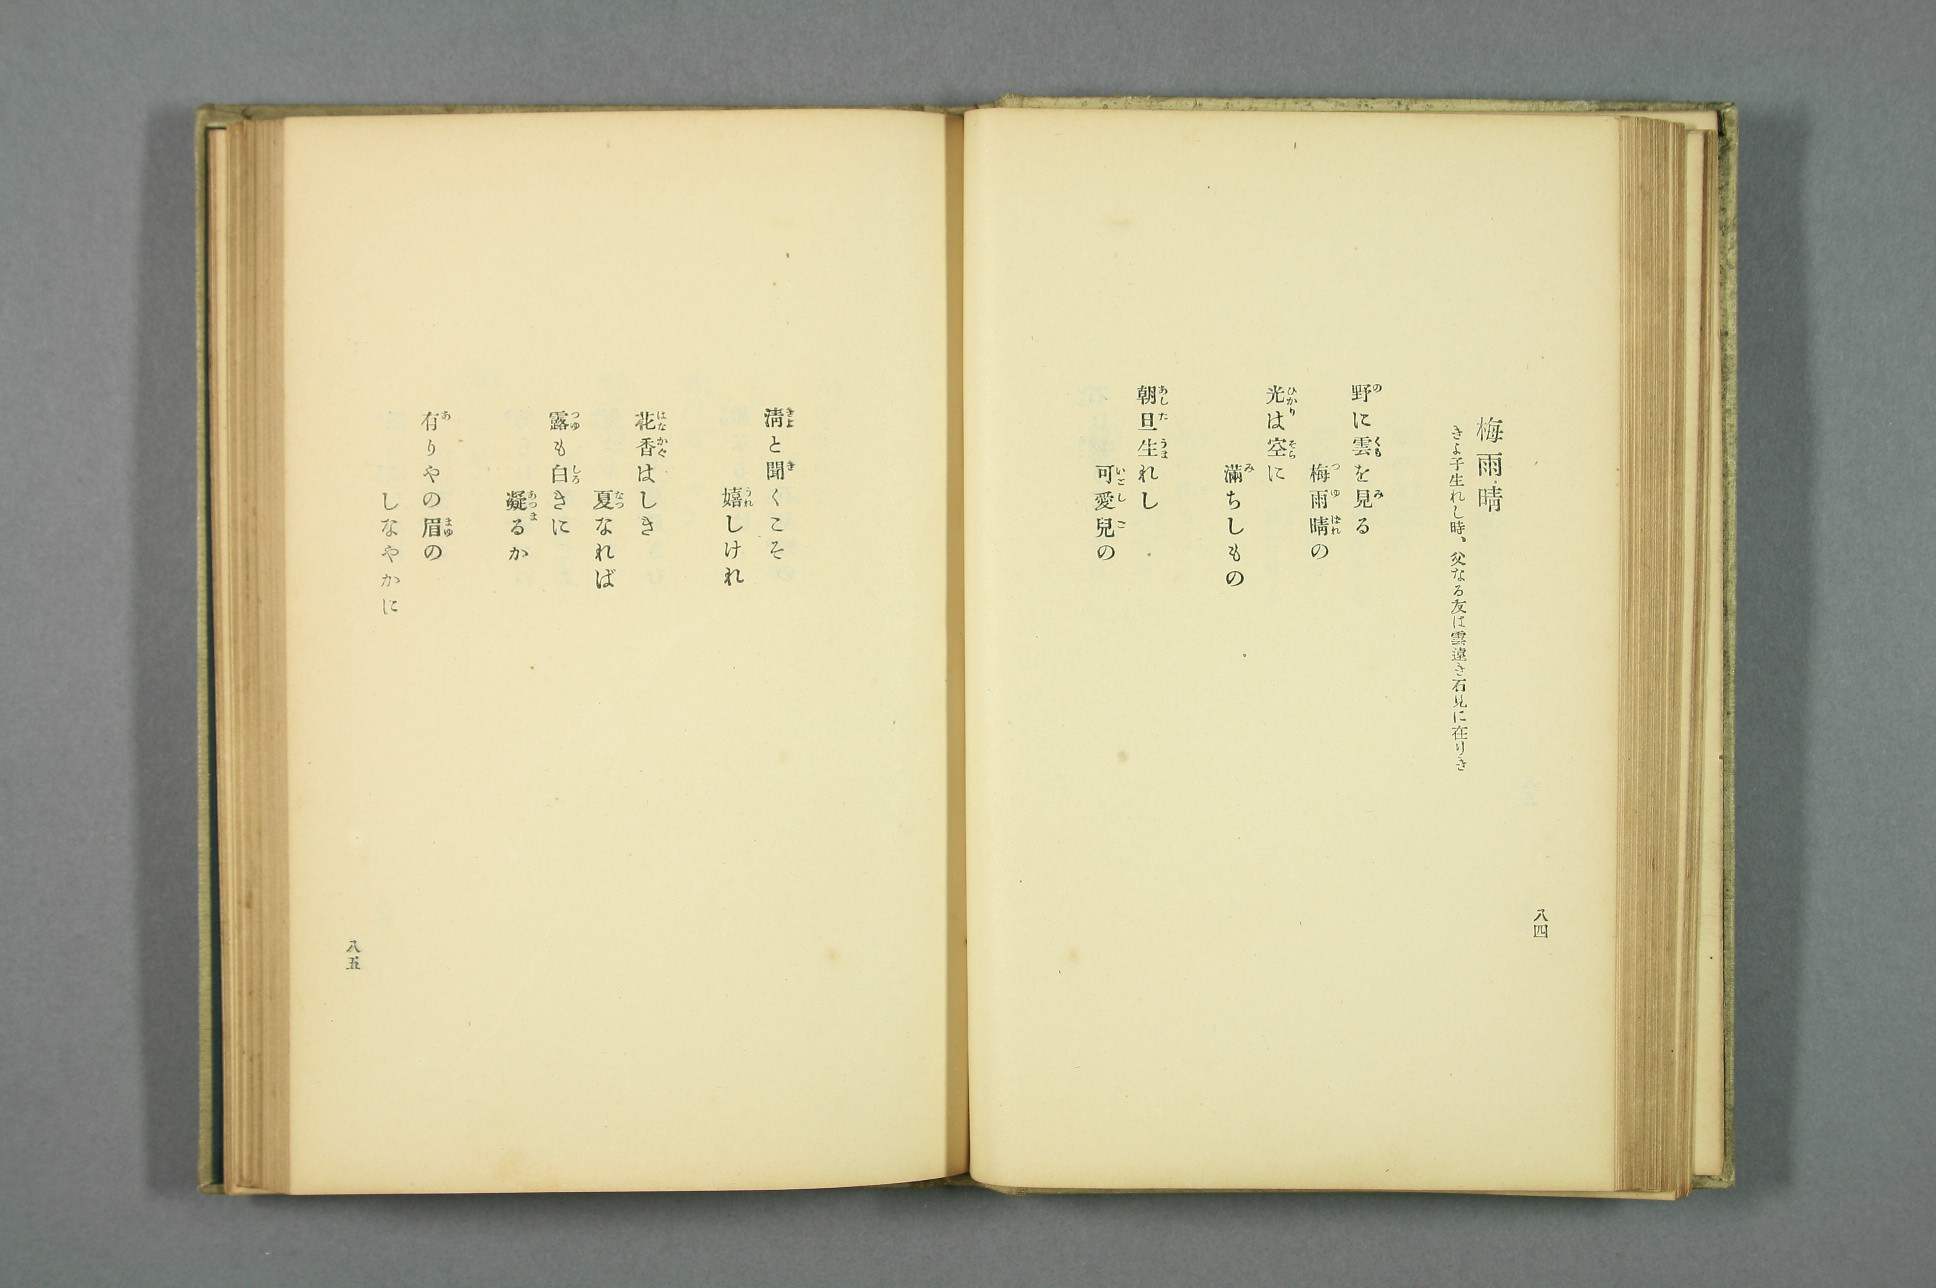 梅雨晴
きよ子生れし時、父なる友は雲遠き石見に在りき
野に雲を見る
梅雨晴の
光は空に
滿ちしもの
朝旦生れし
可愛兒の
八四
淸と聞くこそ
嬉しけれ
花香はしき
夏なれば
露も白きに
凝るか
有りやの眉の
しなやかに
八五